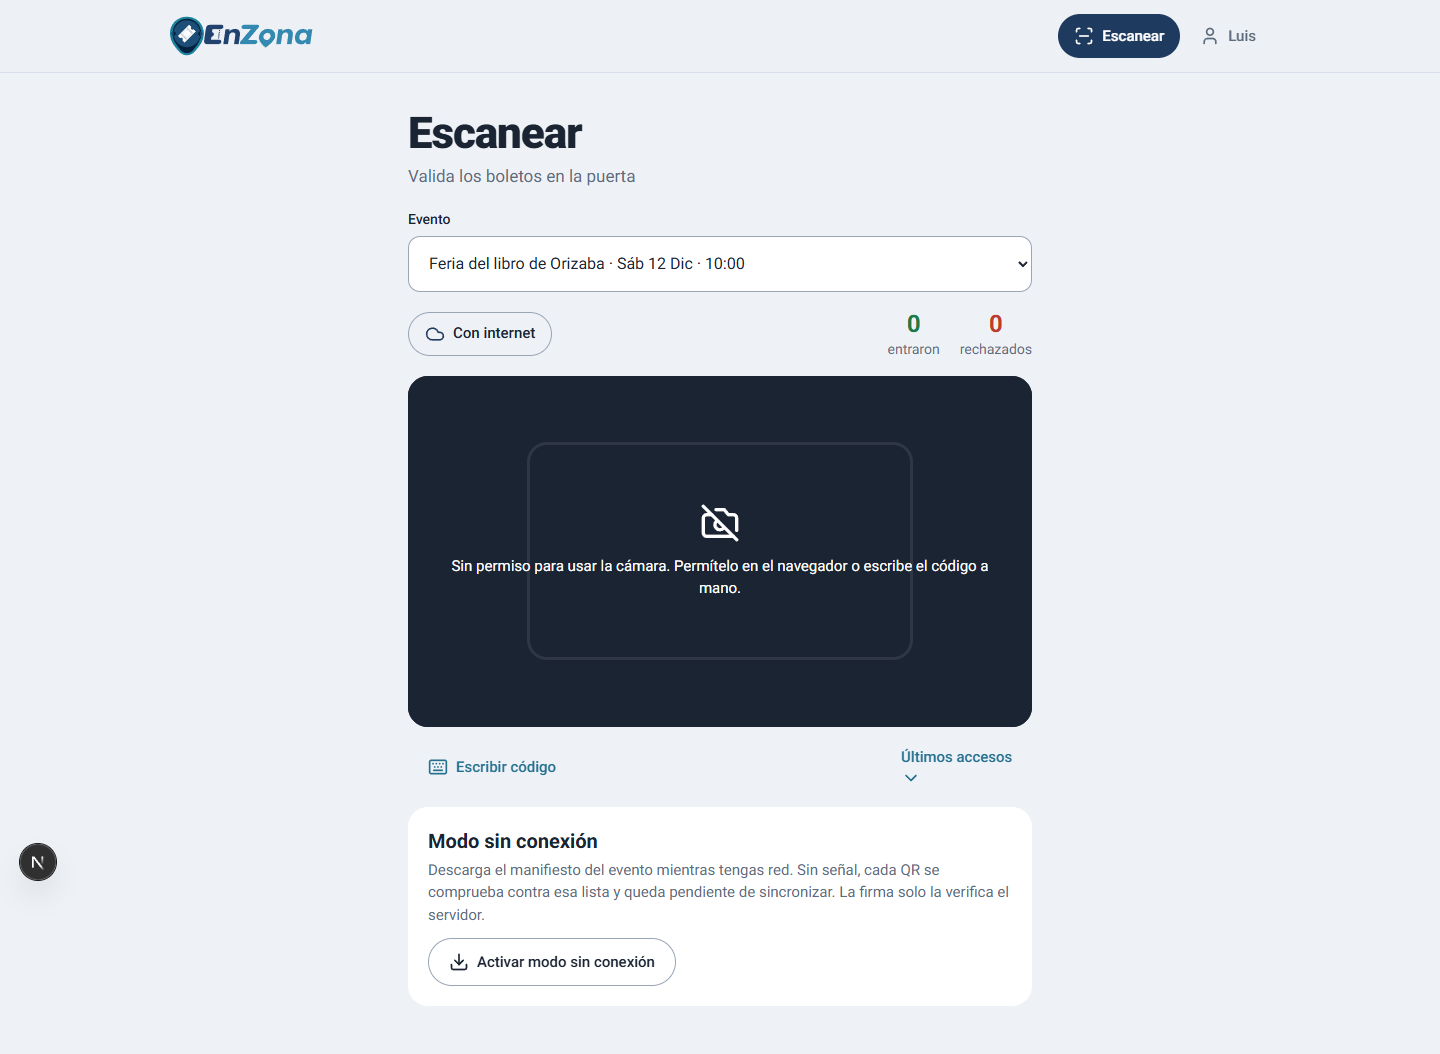 EnZona
Escanear
Luis
Escanear
Valida los boletos en la puerta
Evento
Feria del libro de Orizaba · Sáb 12 Dic · 10:00
Con internet
0
entraron
0
rechazados
Sin permiso para usar la cámara. Permítelo en el navegador o escribe el código a
mano.
Escribir código
Últimos accesos
Modo sin conexión
Descarga el manifiesto del evento mientras tengas red. Sin señal, cada QR se
comprueba contra esa lista y queda pendiente de sincronizar. La firma solo la verifica el
servidor.
Activar modo sin conexión
N